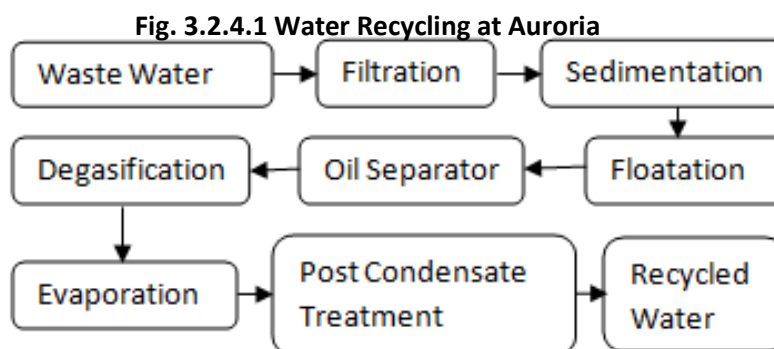 Fig. 3.2.4.1 Water Recycling at Auroria
Waste Water
Filtration
Sedimentation
Floatation
Oil Separator
Degasification
Evaporation
Post Condensate
Treatment
Recycled
Water